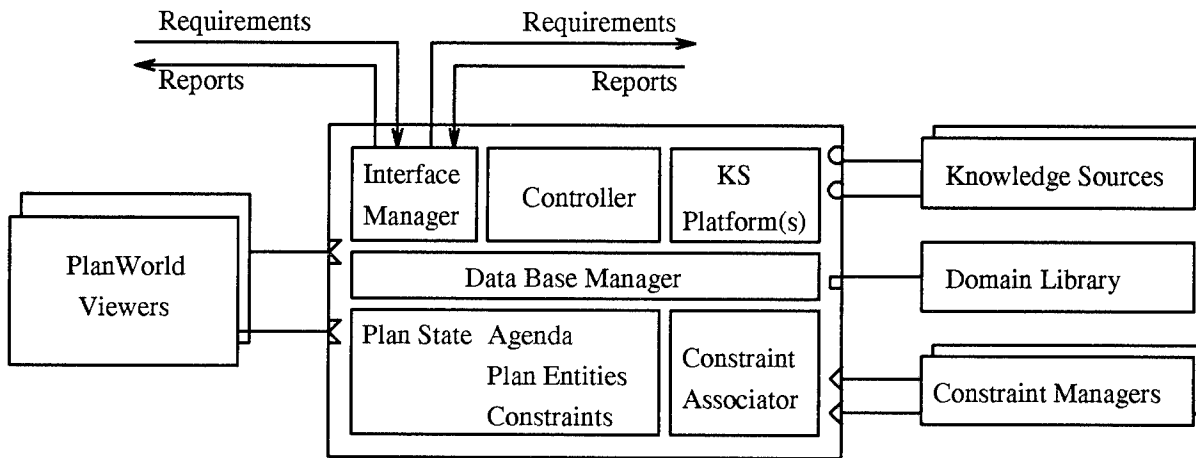 Requirements
Requirements
Reports
Reports
Interface
Manager
Controller
KS
Platform(s)
Knowledge Sources
PlanWorld
Viewers
Data Base Manager
Domain Library
Plan State Agenda
Plan Entities
Constraints
Constraint
Associator
Constraint Managers